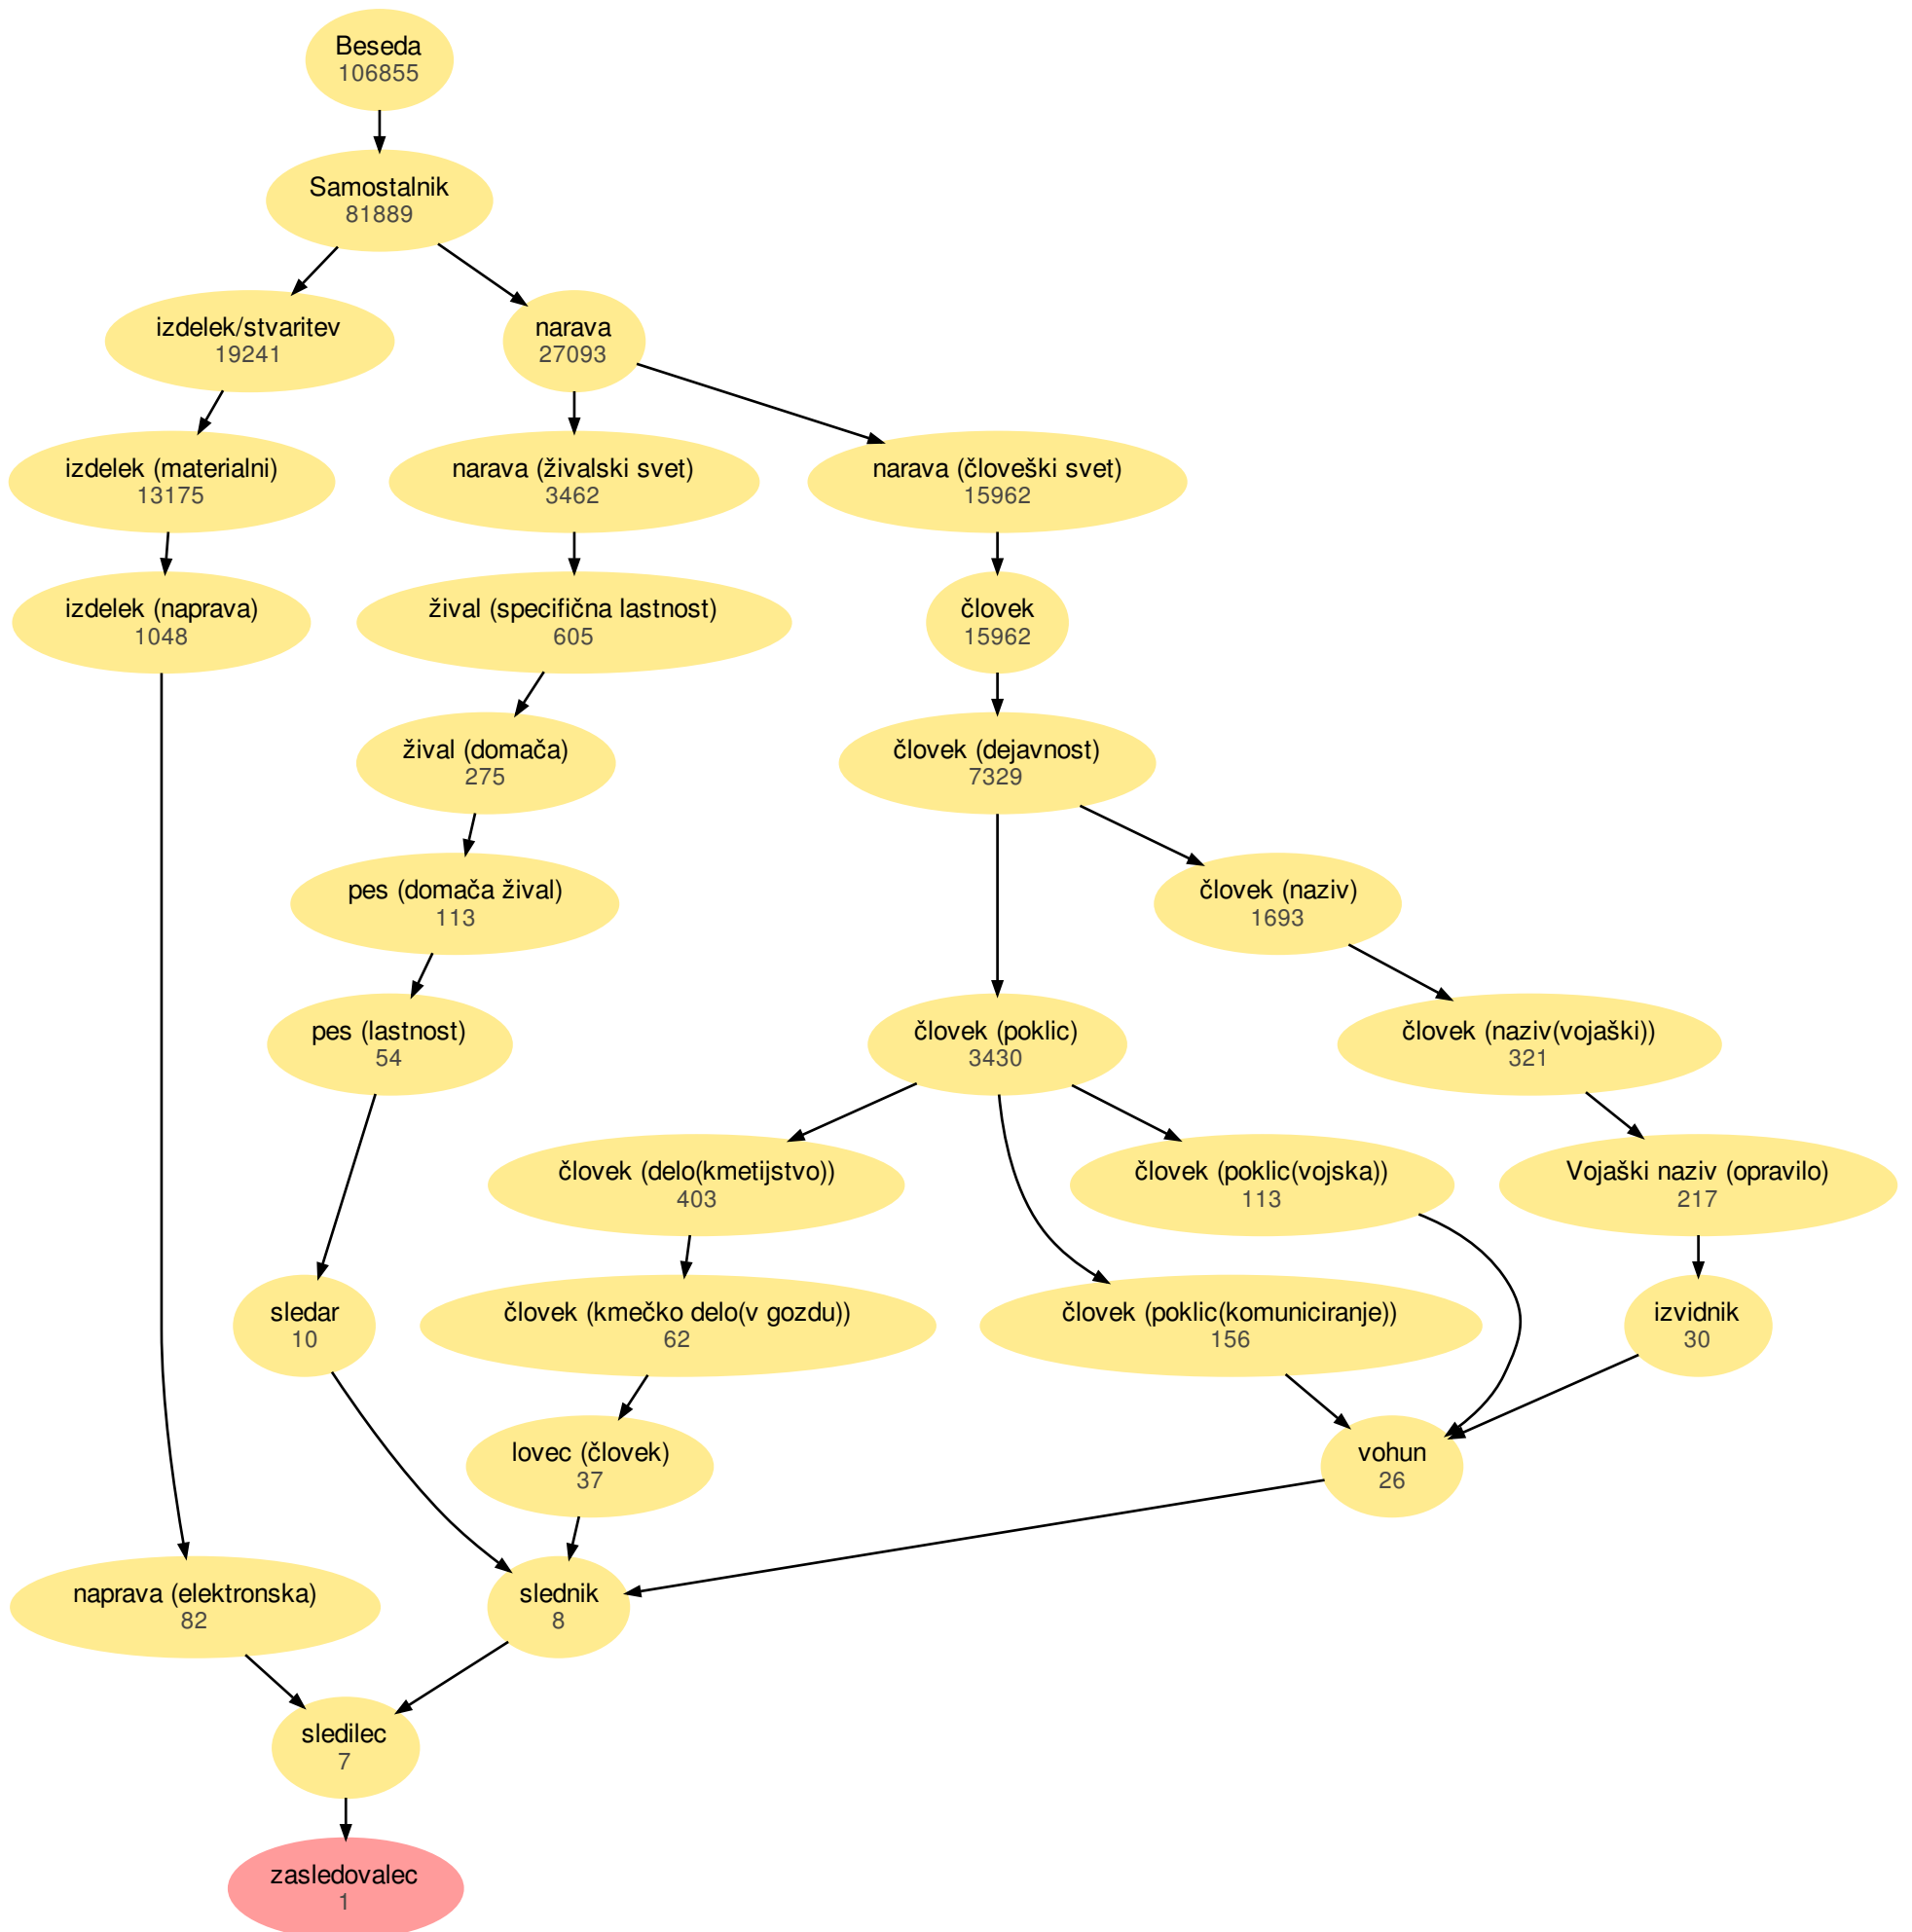 Beseda
106855
Samostalnik
81889
izdelek/stvaritev
19241
narava
27093
izdelek (materialni)
13175
narava (živalski svet)
3462
narava (človeški svet)
15962
izdelek (naprava)
1048
žival (specifična lastnost)
605
človek
15962
žival (domača)
275
človek (dejavnost)
7329
pes (domača žival)
113
človek (naziv)
1693
pes (lastnost)
54
človek (poklic)
3430
človek (naziv(vojaški))
321
človek (delo(kmetijstvo))
403
človek (poklic(vojska))
113
Vojaški naziv (opravilo)
217
sledar
10
človek (kmečko delo(v gozdu))
62
človek (poklic(komuniciranje))
156
izvidnik
30
lovec (človek)
37
vohun
26
naprava (elektronska)
82
slednik
8
sledilec
7
zasledovalec
1